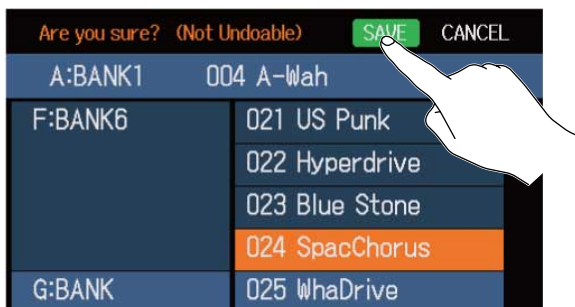 Are you sure? (Not Undoable) SAVE CANCEL
A:BANK1 004 A-Wah
F:BANK6 021 US Punk
022 Hyperdrive
023 Blue Stone
024 SpacChorus
G:BANK 025 WhaDrive